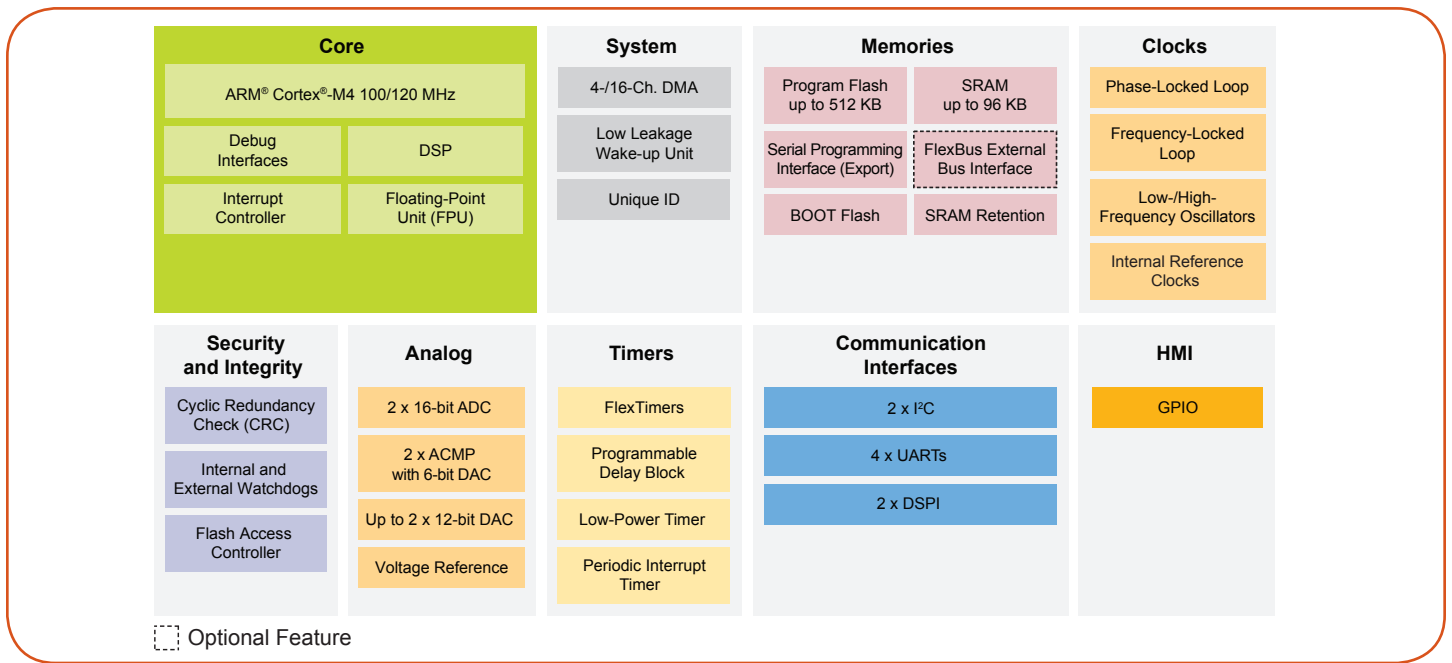 Core
ARM® Cortex®-M4 100/120 MHz
Debug
Interfaces
DSP
Interrupt
Controller
Floating-Point
Unit (FPU)
System
4-/16-Ch. DMA
Low Leakage
Wake-up Unit
Unique ID
Memories
Program Flash
up to 512 KB
SRAM
up to 96 KB
Serial Programming
Interface (Export)
FlexBus External
Bus Interface
BOOT Flash
SRAM Retention
Clocks
Phase-Locked Loop
Frequency-Locked
Loop
Low-/High-
Frequency Oscillators
Internal Reference
Clocks
Security
and Integrity
Cyclic Redundancy
Check (CRC)
Internal and
External Watchdogs
Flash Access
Controller
Analog
2 x 16-bit ADC
2 x ACMP
with 6-bit DAC
Up to 2 x 12-bit DAC
Voltage Reference
Timers
FlexTimers
Programmable
Delay Block
Low-Power Timer
Periodic Interrupt
Timer
Communication
Interfaces
2 x I²C
4 x UARTs
2 x DSPI
HMI
GPIO
Optional Feature